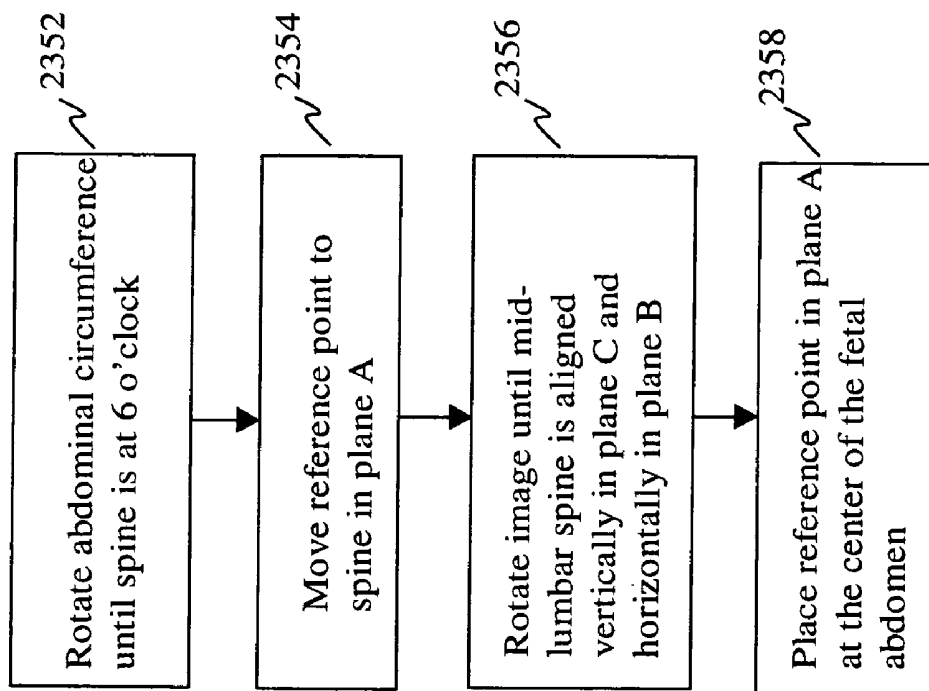 2352
Rotate abdominal circumference
until spine is at 6 o'clock
2354
Move reference point to
spine in plane A
2356
Rotate image until mid-
lumbar spine is aligned
vertically in plane C and
horizontally in plane B
2358
Place reference point in plane A
at the center of the fetal
abdomen